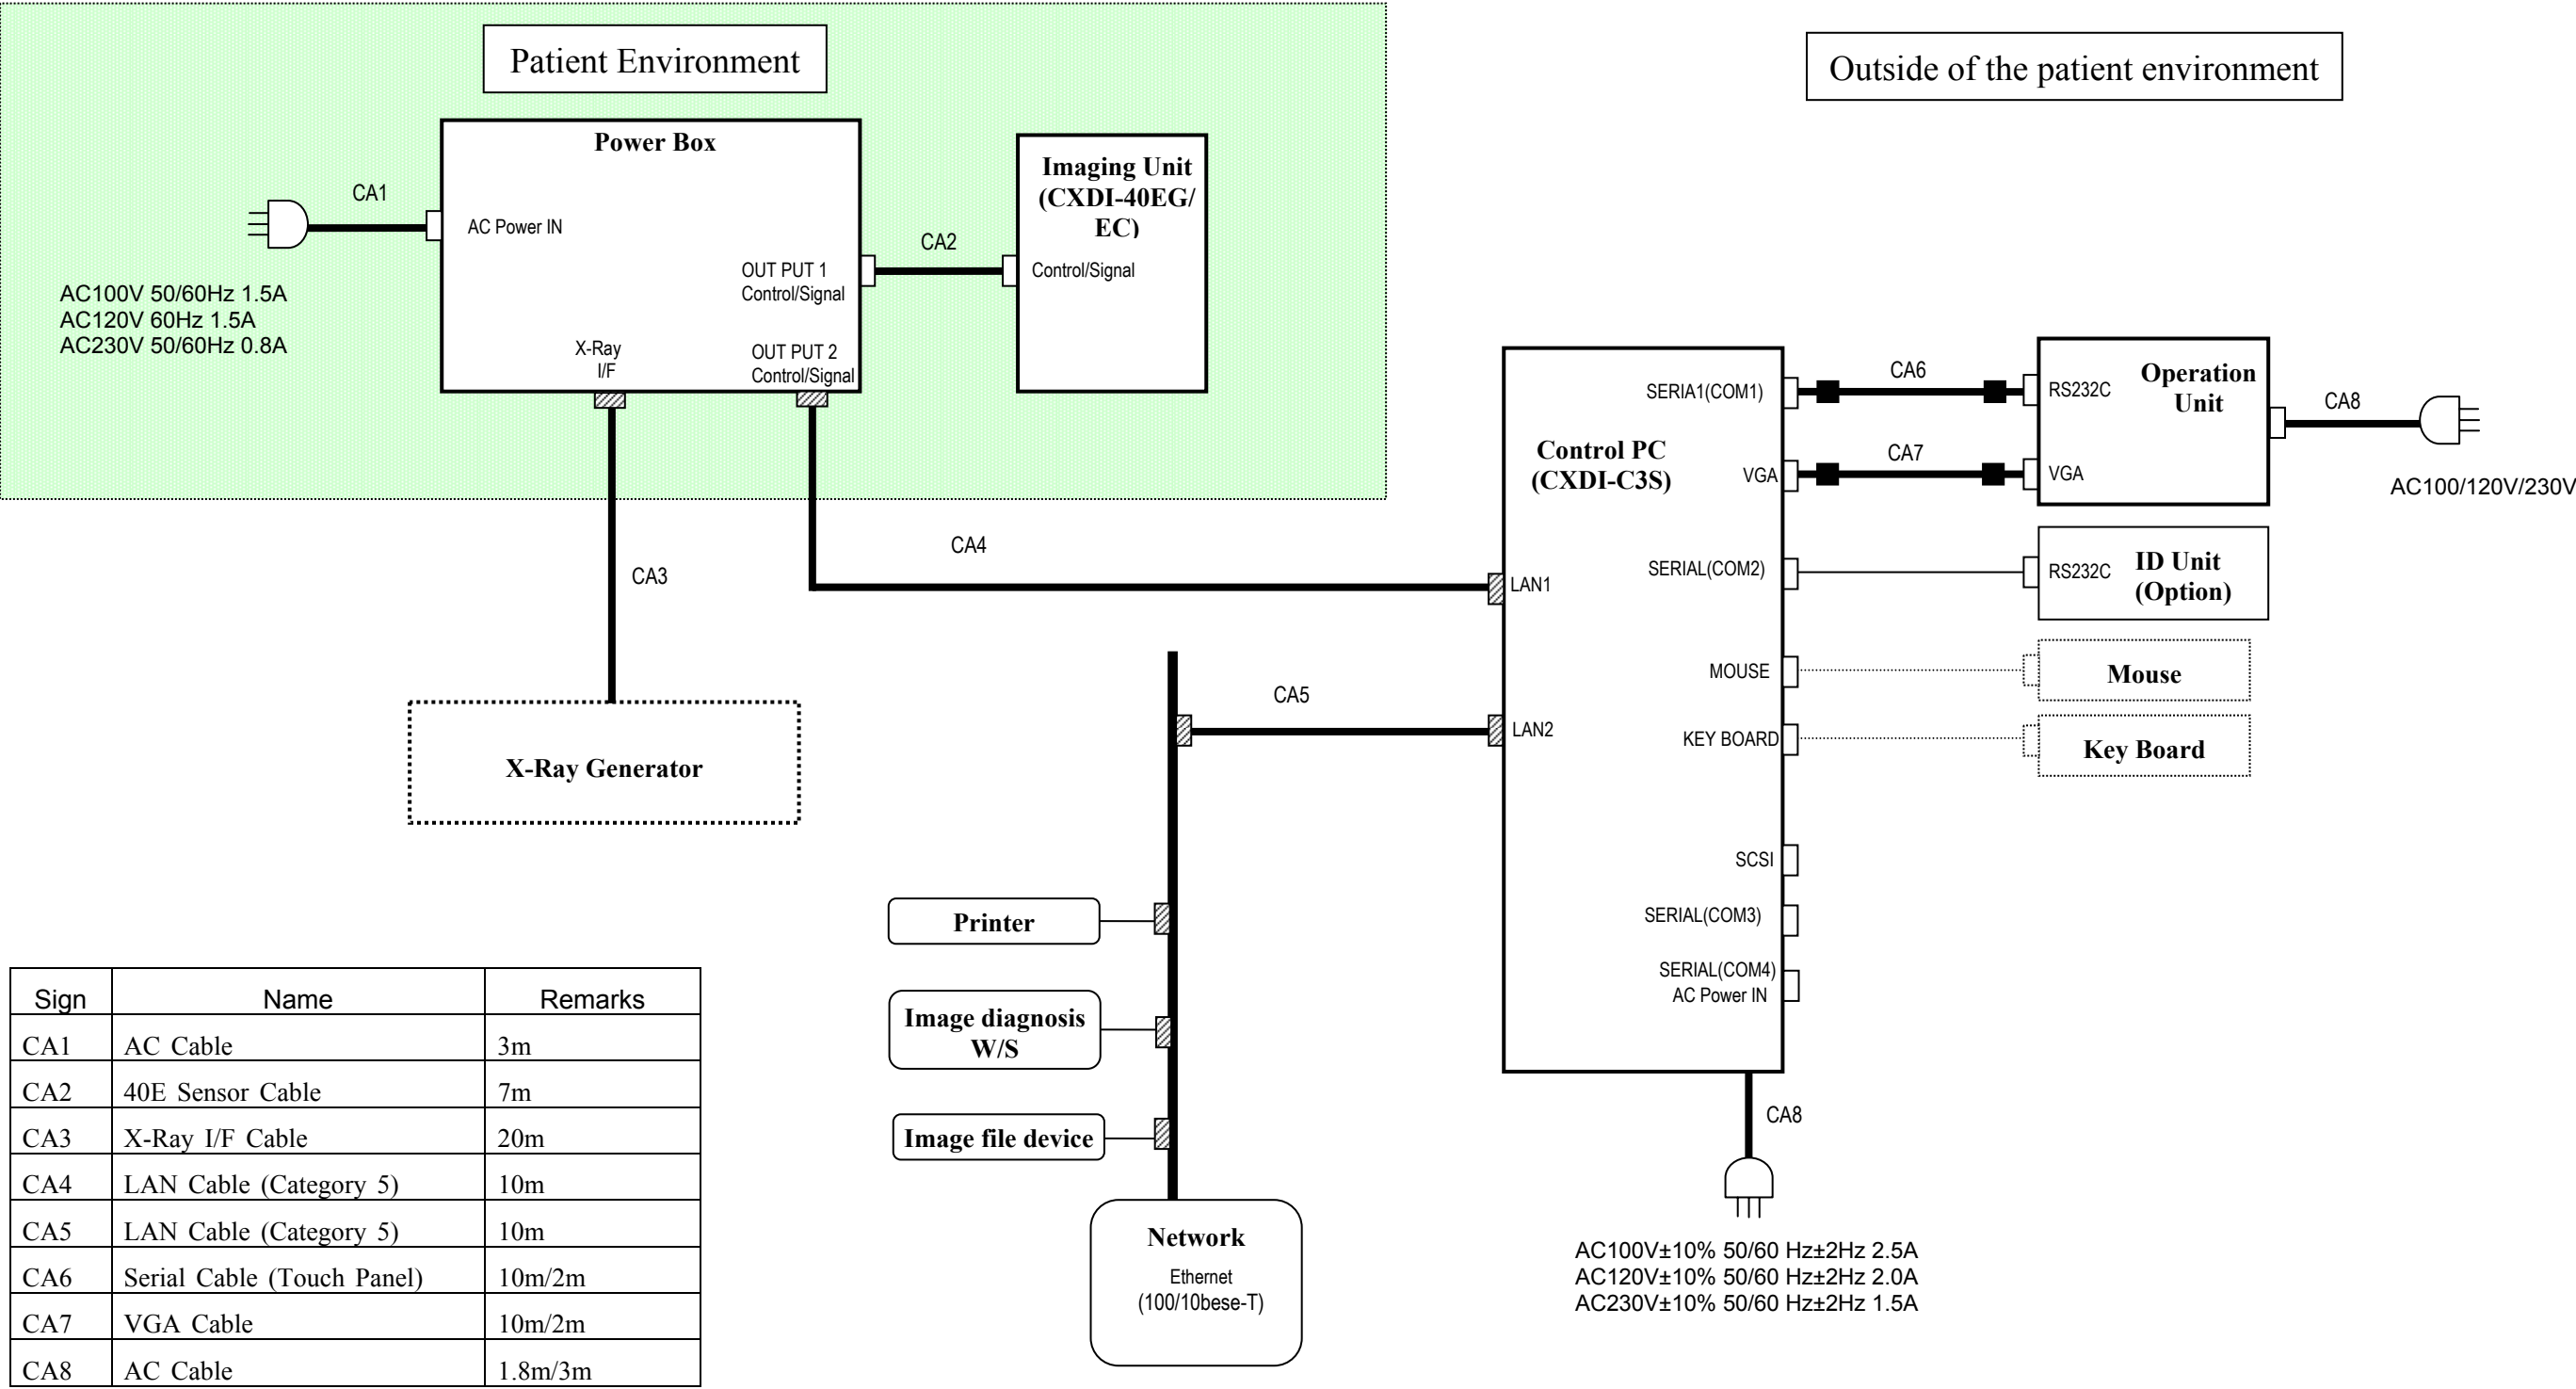 Patient Environment
Outside of the patient environment
Power Box
Imaging Unit
(CXDI-40EG/
EC)
CA1
AC Power IN
CA2
OUT PUT 1
Control/Signal
Control/Signal
AC100V 50/60Hz 1.5A
AC120V 60Hz 1.5A
AC230V 50/60Hz 0.8A
X-Ray
I/F
OUT PUT 2
Control/Signal
CA3
CA4
X-Ray Generator
Control PC
(CXDI-C3S)
SERIA1(COM1)
VGA
SERIAL(COM2)
LAN1
MOUSE
LAN2
KEY BOARD
SCSI
SERIAL(COM3)
SERIAL(COM4)
AC Power IN
CA6
CA7
RS232C
Operation
Unit
VGA
CA8
AC100/120V/230V
RS232C
ID Unit
(Option)
Mouse
Key Board
CA5
Printer
Image diagnosis
W/S
Image file device
Network
Ethernet
(100/10bese-T)
CA8
AC100V±10% 50/60 Hz±2Hz 2.5A
AC120V±10% 50/60 Hz±2Hz 2.0A
AC230V±10% 50/60 Hz±2Hz 1.5A
Sign Name Remarks
CA1 AC Cable 3m
CA2 40E Sensor Cable 7m
CA3 X-Ray I/F Cable 20m
CA4 LAN Cable (Category 5) 10m
CA5 LAN Cable (Category 5) 10m
CA6 Serial Cable (Touch Panel) 10m/2m
CA7 VGA Cable 10m/2m
CA8 AC Cable 1.8m/3m